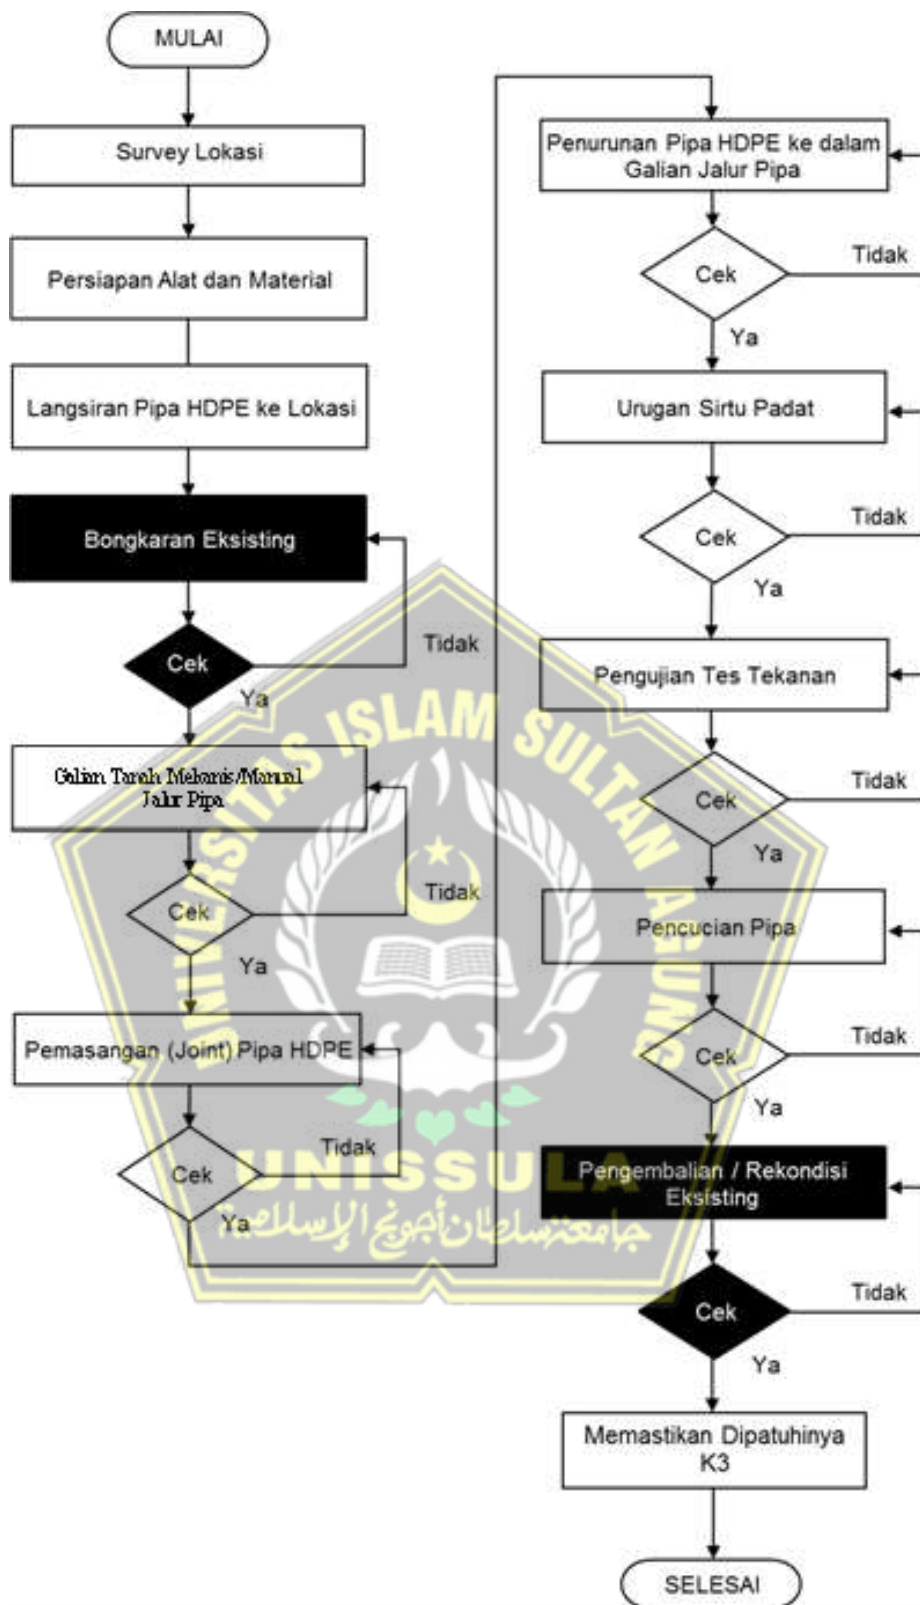 MULAI
Survey Lokasi
Persiapan Alat dan Material
Langsiran Pipa HDPE ke Lokasi
Bongkaran Eksisting
Cek
Tidak
Ya
Galian Tanah Mekanis/Manual
Jalur Pipa
Cek
Tidak
Ya
Pemasangan (Joint) Pipa HDPE
Cek
Tidak
Ya
Penurunan Pipa HDPE ke dalam
Galian Jalur Pipa
Cek
Tidak
Ya
Urugan Sirtu Padat
Cek
Tidak
Ya
Pengujian Tes Tekanan
Cek
Tidak
Ya
Pencucian Pipa
Cek
Tidak
Ya
Pengembalian / Rekondisi
Eksisting
Cek
Tidak
Ya
Memastikan Dipatuhinya
K3
SELESAI
UNIVERSITAS ISLAM SULTAN AGUNG
UNISSULA
جامعتنسلطان أجونج الإسلامية